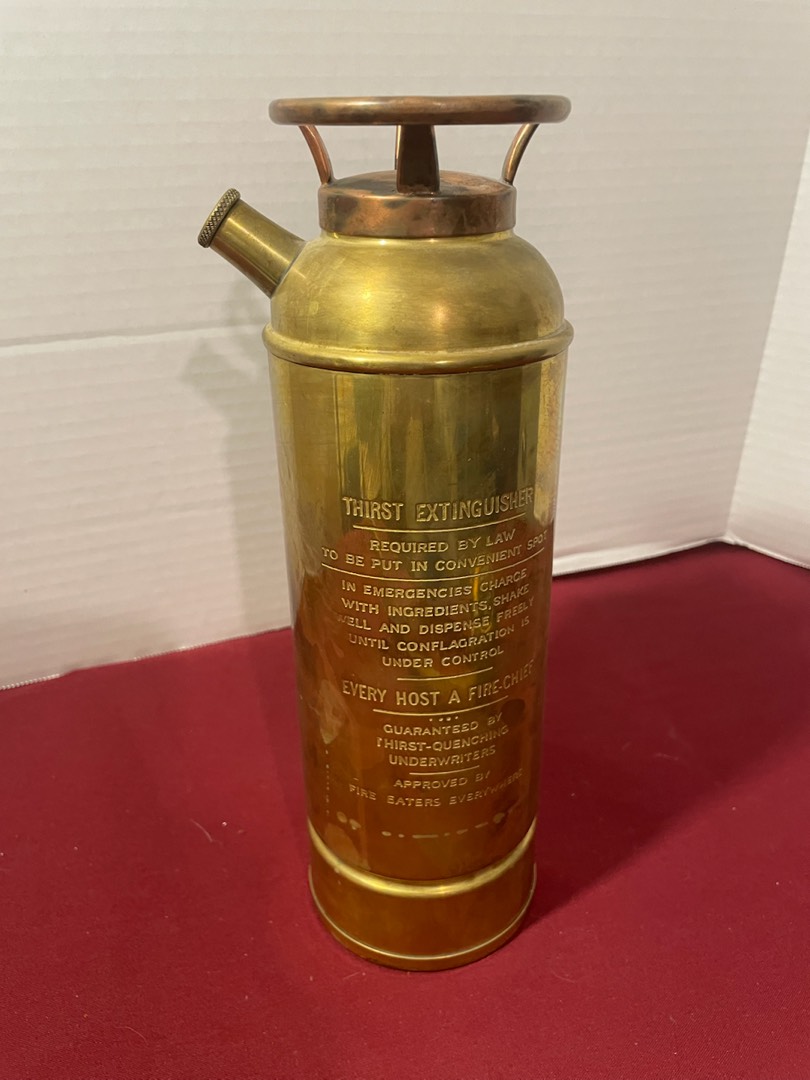 THIRST EXTINGUISHER
REQUIRED BY LAW
TO BE PUT IN CONVENIENT SPOT
IN EMERGENCIES CHARGE
WITH INGREDIENTS, SHAKE
WELL AND DISPENSE FREELY
UNTIL CONFLAGRATION IS
UNDER CONTROL
EVERY HOST A FIRE-CHIEF
GUARANTEED BY
THIRST-QUENCHING
UNDERWRITERS
APPROVED BY
FIRE EATERS EVERYWHERE